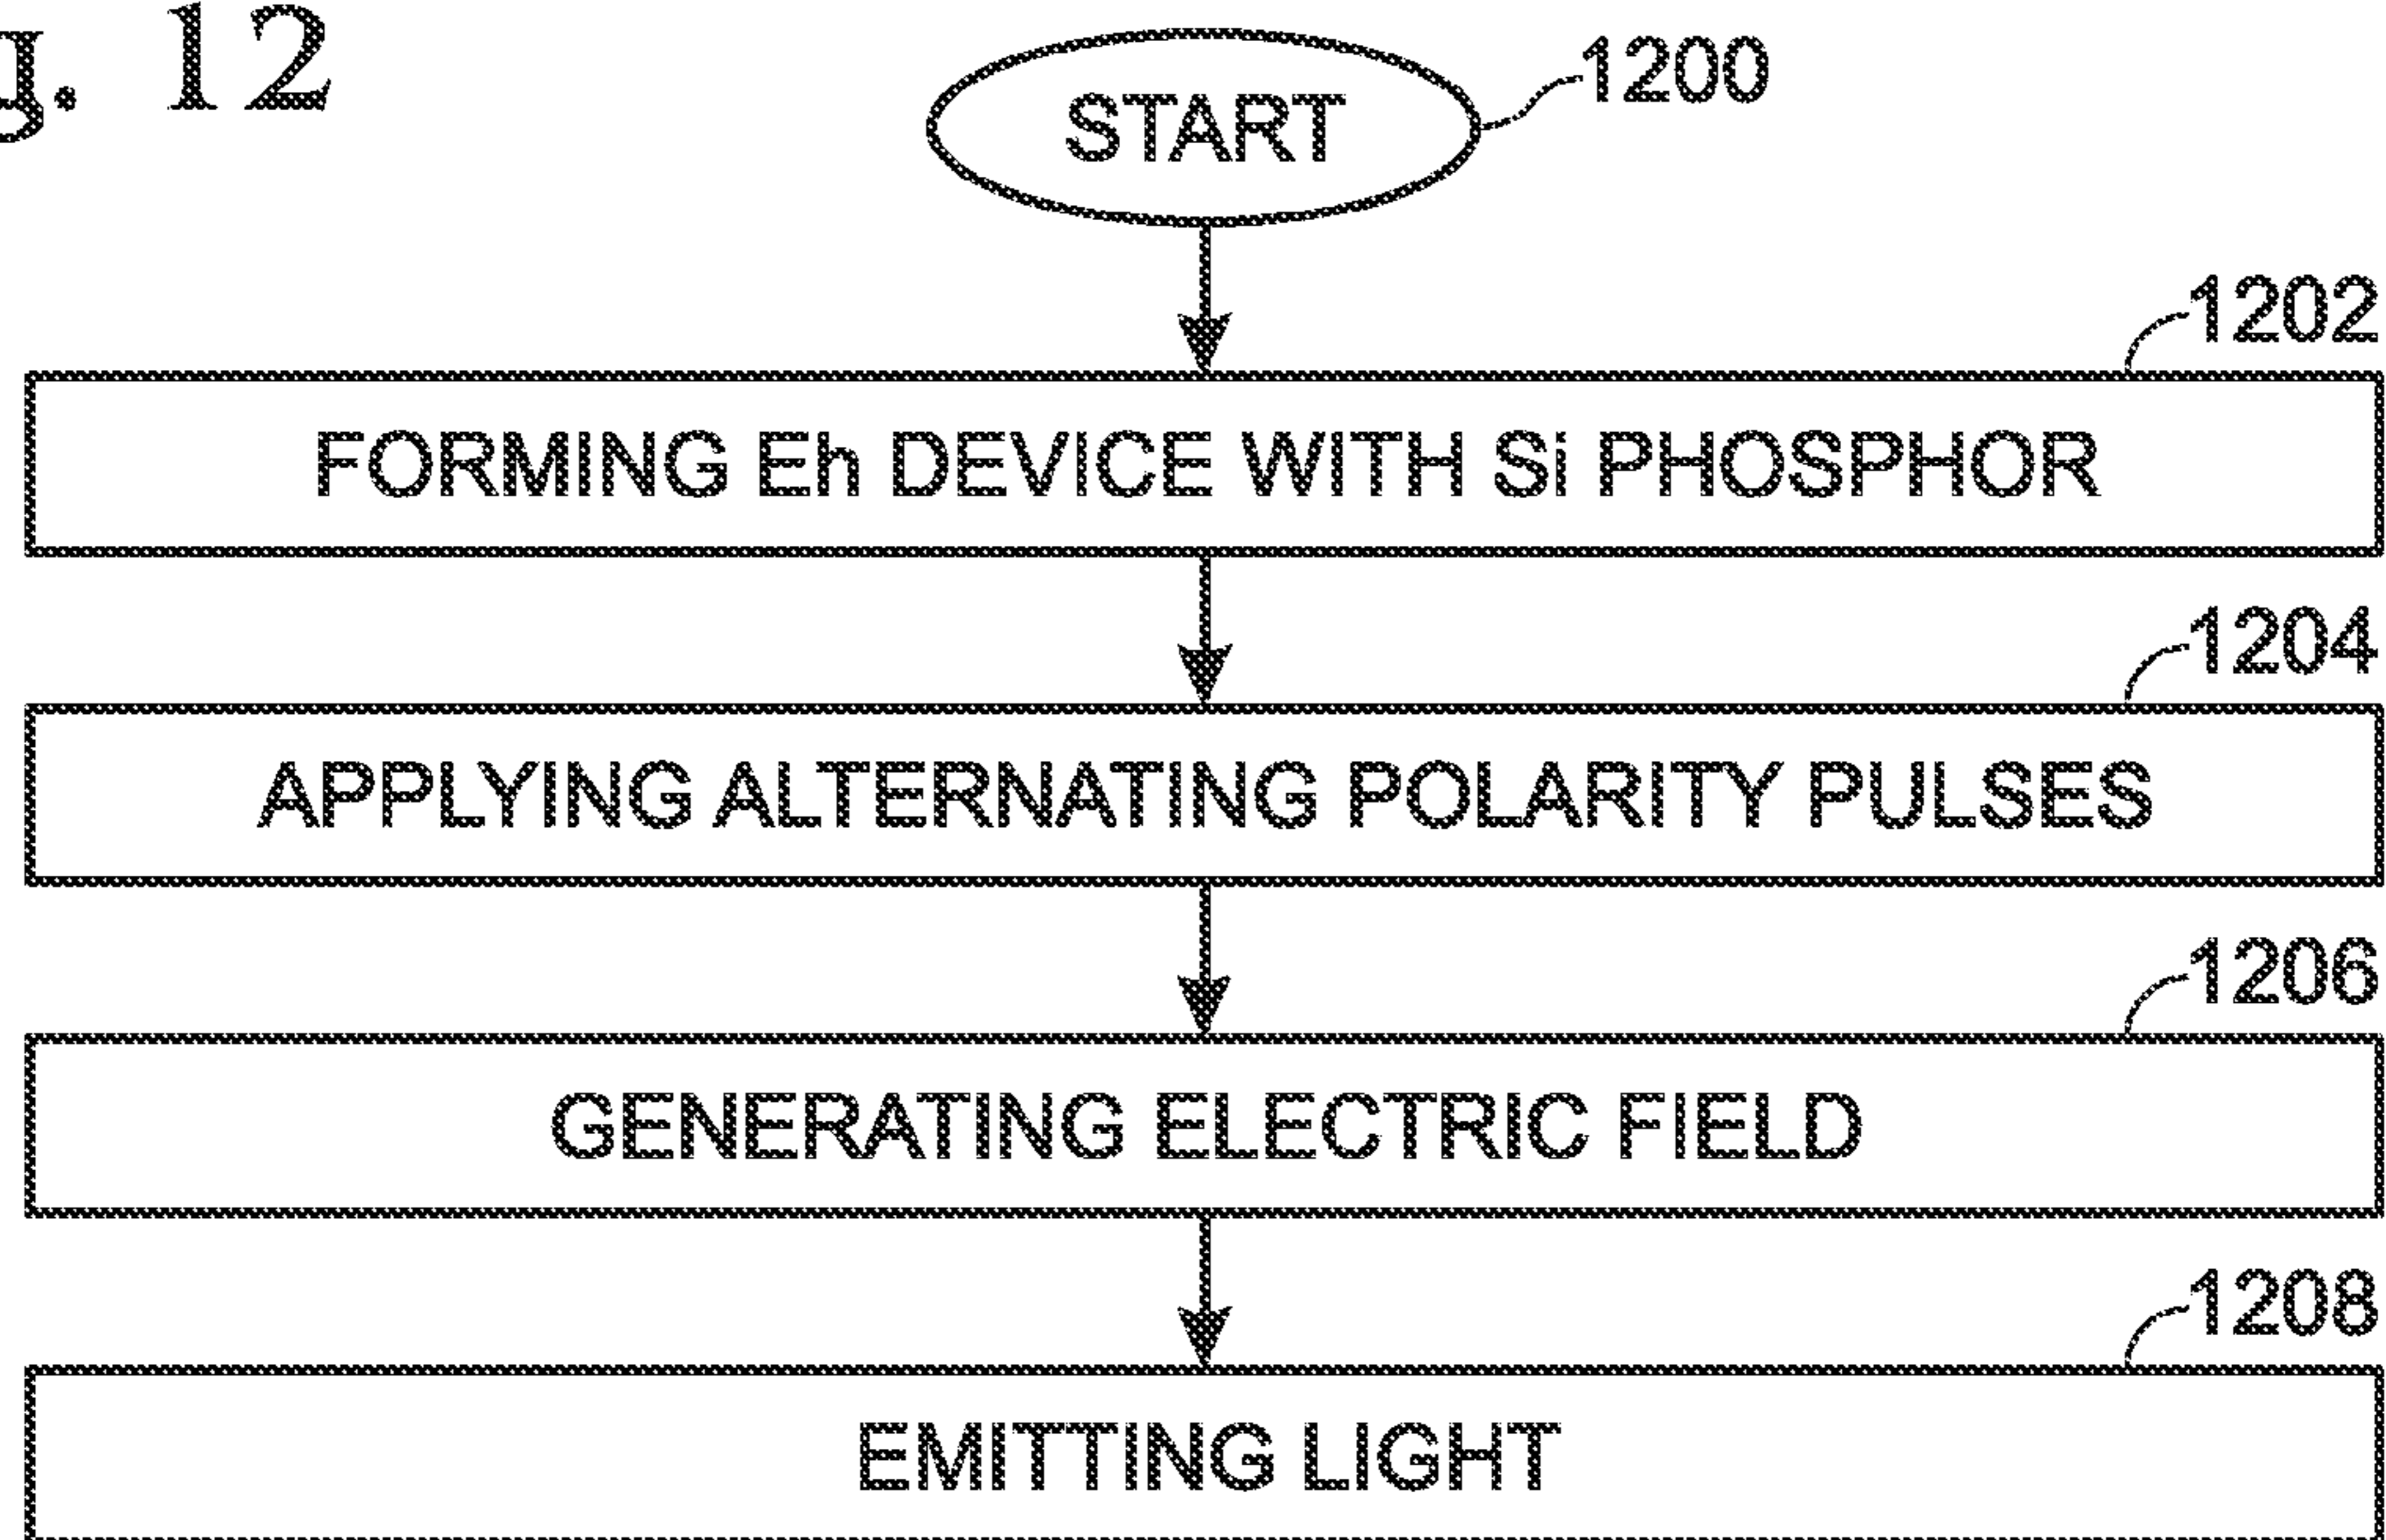 g. 12
START
1200
1202
FORMING Eh DEVICE WITH Si PHOSPHOR
1204
APPLYING ALTERNATING POLARITY PULSES
1206
GENERATING ELECTRIC FIELD
1208
EMITTING LIGHT